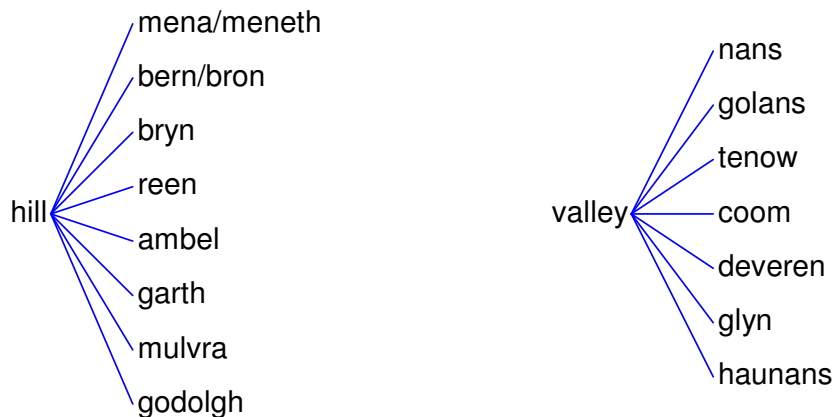 hill
mena/meneth
bern/bron
bryn
reen
ambel
garth
mulvra
godolgh
valley
nans
golans
tenow
coom
deveren
glyn
haunans